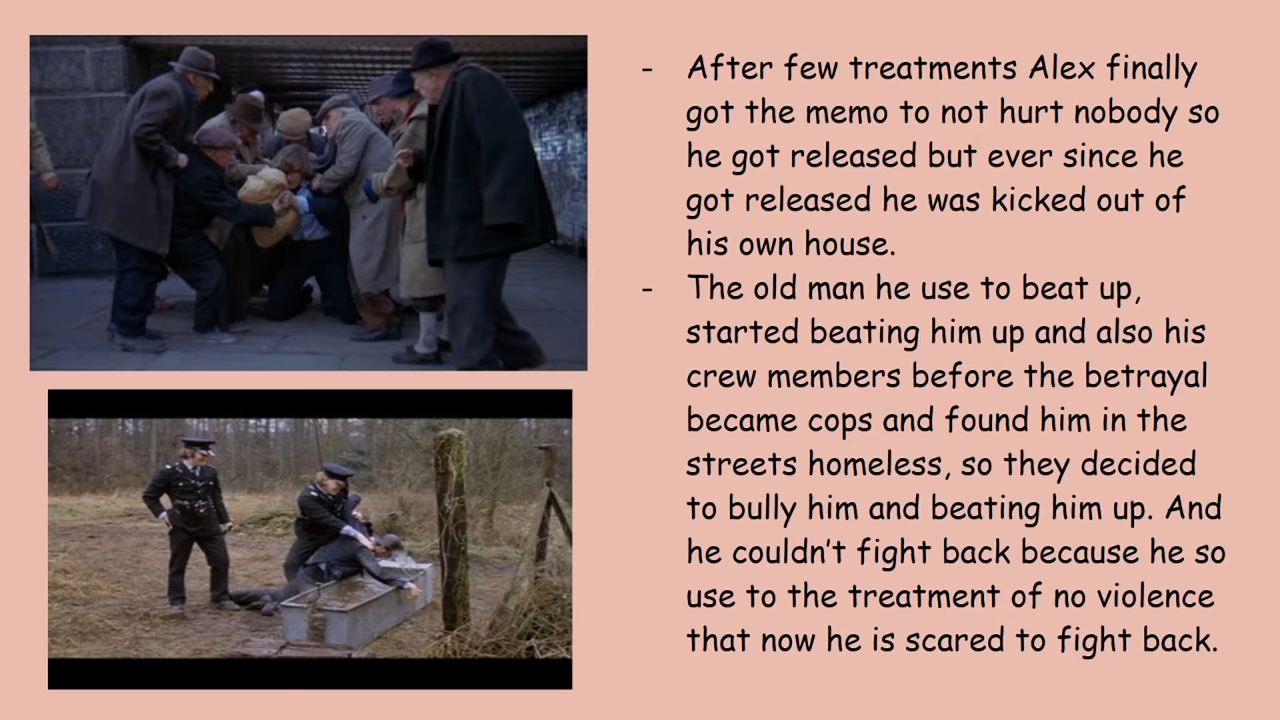 - After few treatments Alex finally
got the memo to not hurt nobody so
he got released but ever since he
got released he was kicked out of
his own house.
- The old man he use to beat up,
started beating him up and also his
crew members before the betrayal
became cops and found him in the
streets homeless, so they decided
to bully him and beating him up. And
he couldn't fight back because he so
use to the treatment of no violence
that now he is scared to fight back.